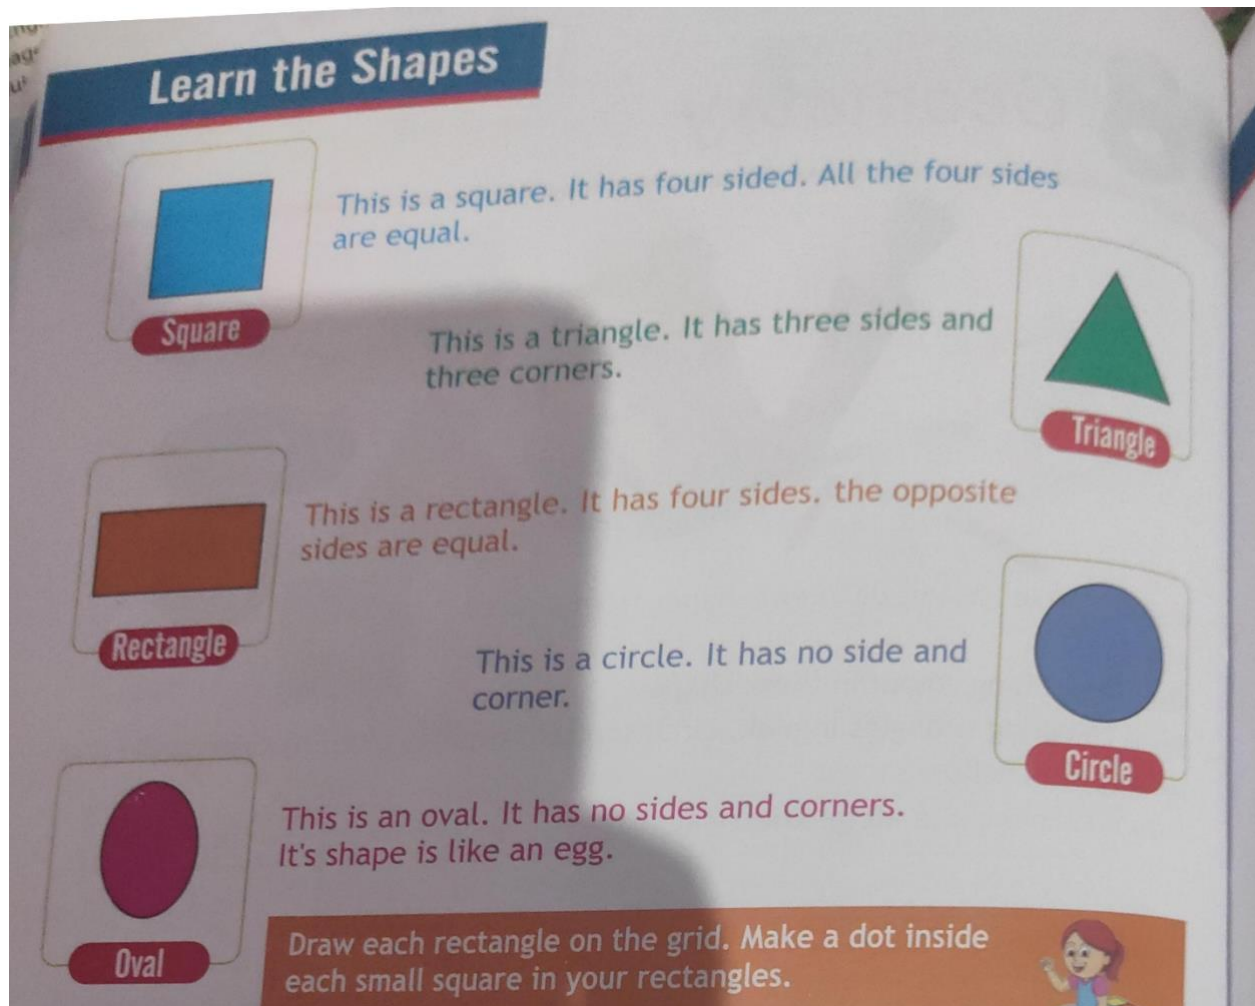 Learn the Shapes
This is a square. It has four sided. All the four sides
are equal.
Square
This is a triangle. It has three sides and
three corners.
Triangle
This is a rectangle. It has four sides. the opposite
sides are equal.
Rectangle
This is a circle. It has no side and
corner.
Circle
This is an oval. It has no sides and corners.
It's shape is like an egg.
Oval
Draw each rectangle on the grid. Make a dot inside
each small square in your rectangles.